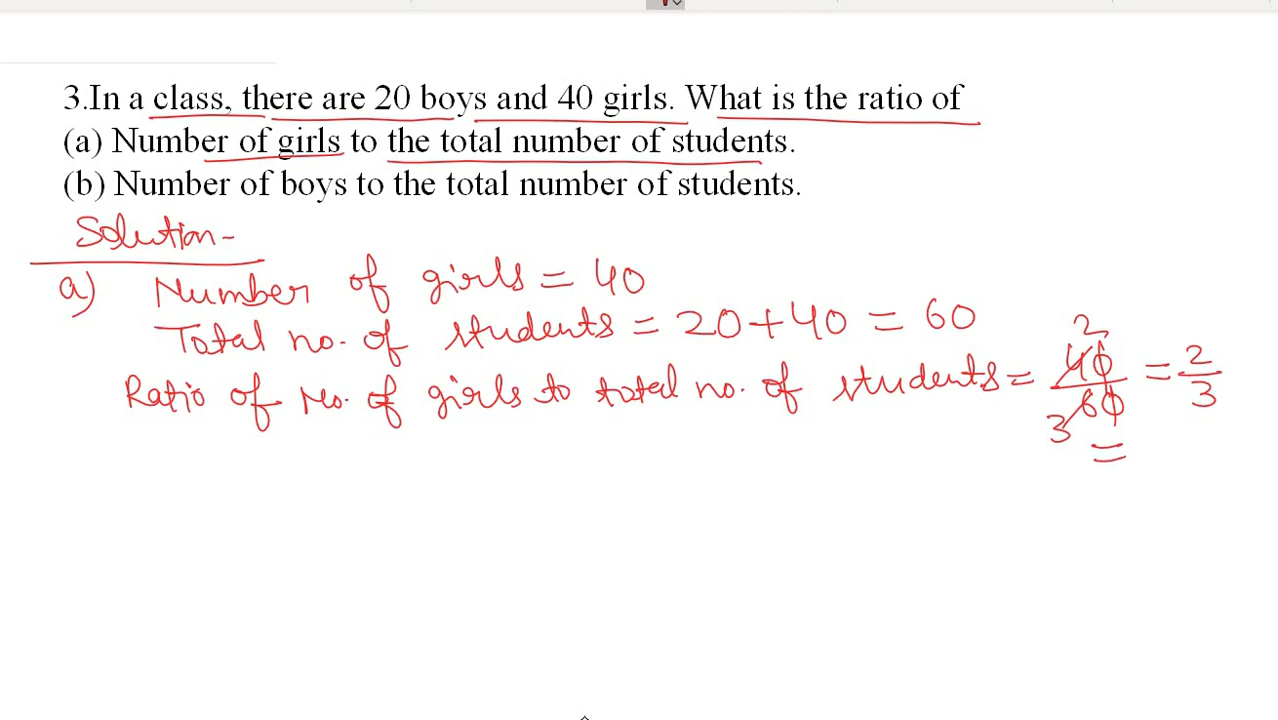 3.In a class, there are 20 boys and 40 girls. What is the ratio of
(a) Number of girls to the total number of students.
(b) Number of boys to the total number of students.
Solution-
a) Number of girls = 40
Total no. of students = 20+40 = 60
Ratio of No. of girls to total no. of students = 40/60 = 2/3
2
3
=